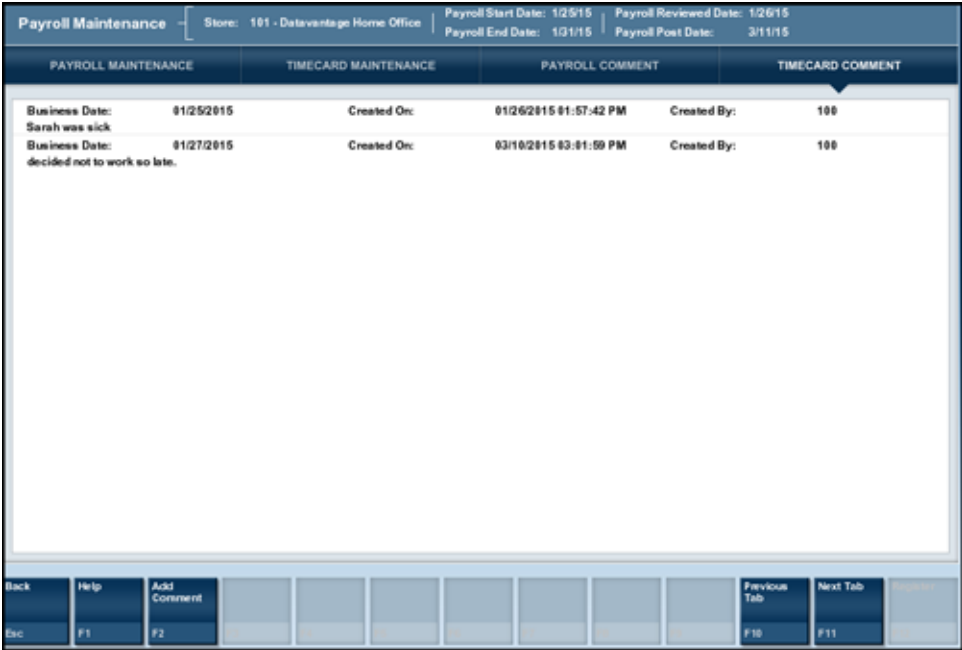 Payroll Maintenance Store: 101 - Datavantage Home Office Payroll Start Date: 1/25/15 Payroll Reviewed Date: 1/26/15
Payroll End Date: 1/31/15 Payroll Post Date: 3/11/15
PAYROLL MAINTENANCE TIMECARD MAINTENANCE PAYROLL COMMENT TIMECARD COMMENT
Business Date: 01/25/2015 Created On: 01/26/2015 01:57:42 PM Created By: 100
Sarah was sick
Business Date: 01/27/2015 Created On: 03/10/2015 03:01:59 PM Created By: 100
decided not to work so late.
Back Help Add Comment Previous Tab Next Tab
Esc F1 F2 F10 F11